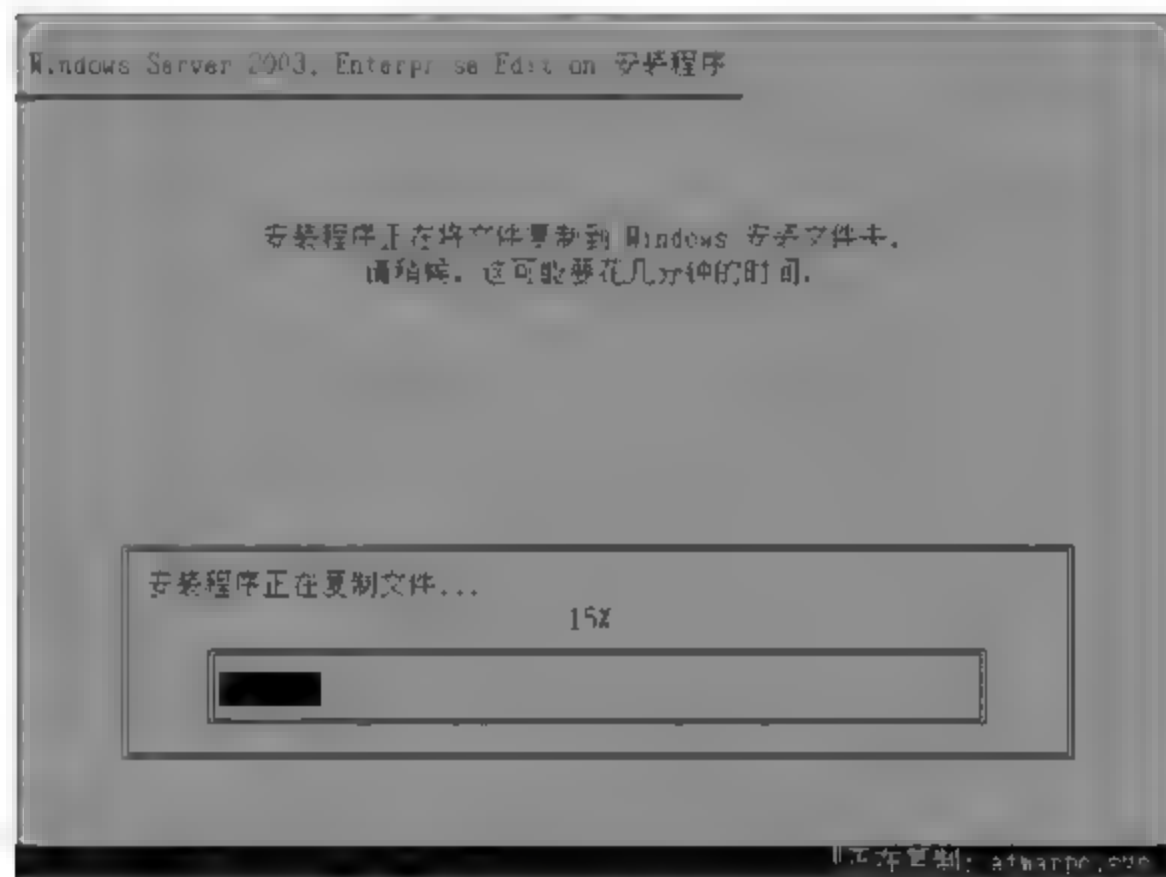 Windows Server 2003, Enterprise Edition 安装程序
安装程序正在将文件复制到 Windows 安装文件夹。
请稍候。这可能要花几分钟的时间。
安装程序正在复制文件...
15%
正在复制: atmarpc.sys